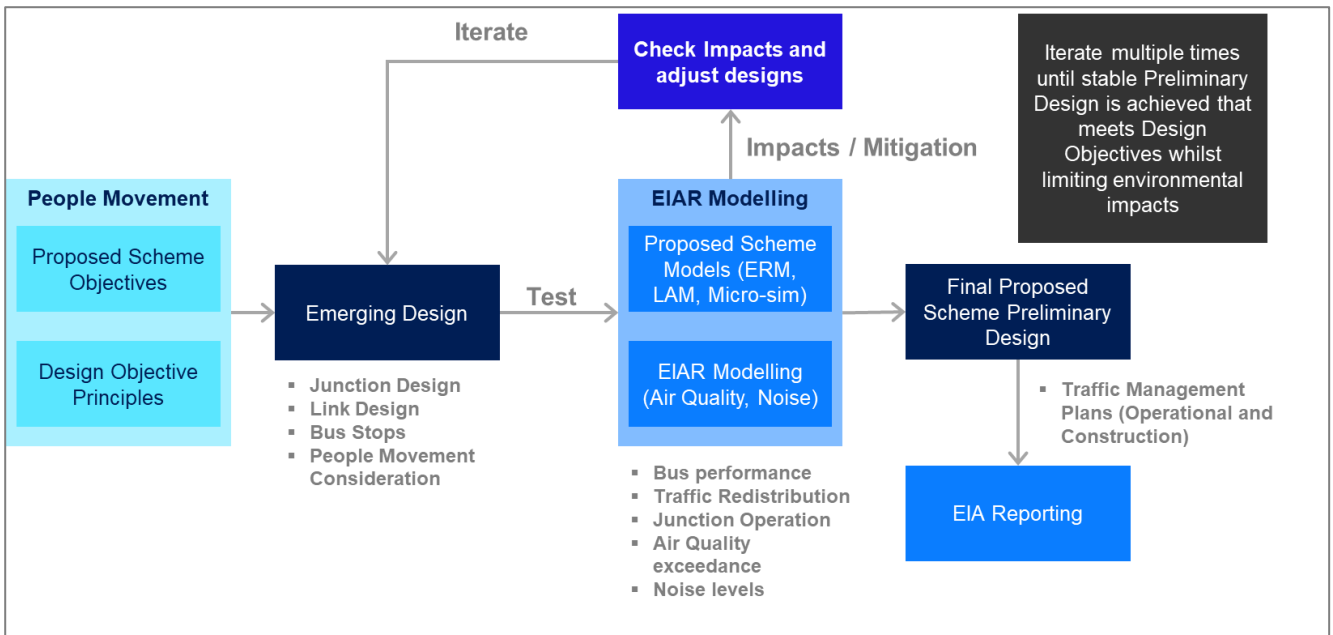 Iterate
Check Impacts and
adjust designs
Iterate multiple times
until stable Preliminary
Design is achieved that
meets Design
Objectives whilst
limiting environmental
impacts
Impacts / Mitigation
People Movement
Proposed Scheme
Objectives
Design Objective
Principles
Emerging Design
▪ Junction Design
▪ Link Design
▪ Bus Stops
▪ People Movement
Consideration
Test
EIAR Modelling
Proposed Scheme
Models (ERM,
LAM, Micro-sim)
EIAR Modelling
(Air Quality, Noise)
▪ Bus performance
▪ Traffic Redistribution
▪ Junction Operation
▪ Air Quality
exceedance
▪ Noise levels
Final Proposed
Scheme Preliminary
Design
▪ Traffic Management
Plans (Operational and
Construction)
EIA Reporting